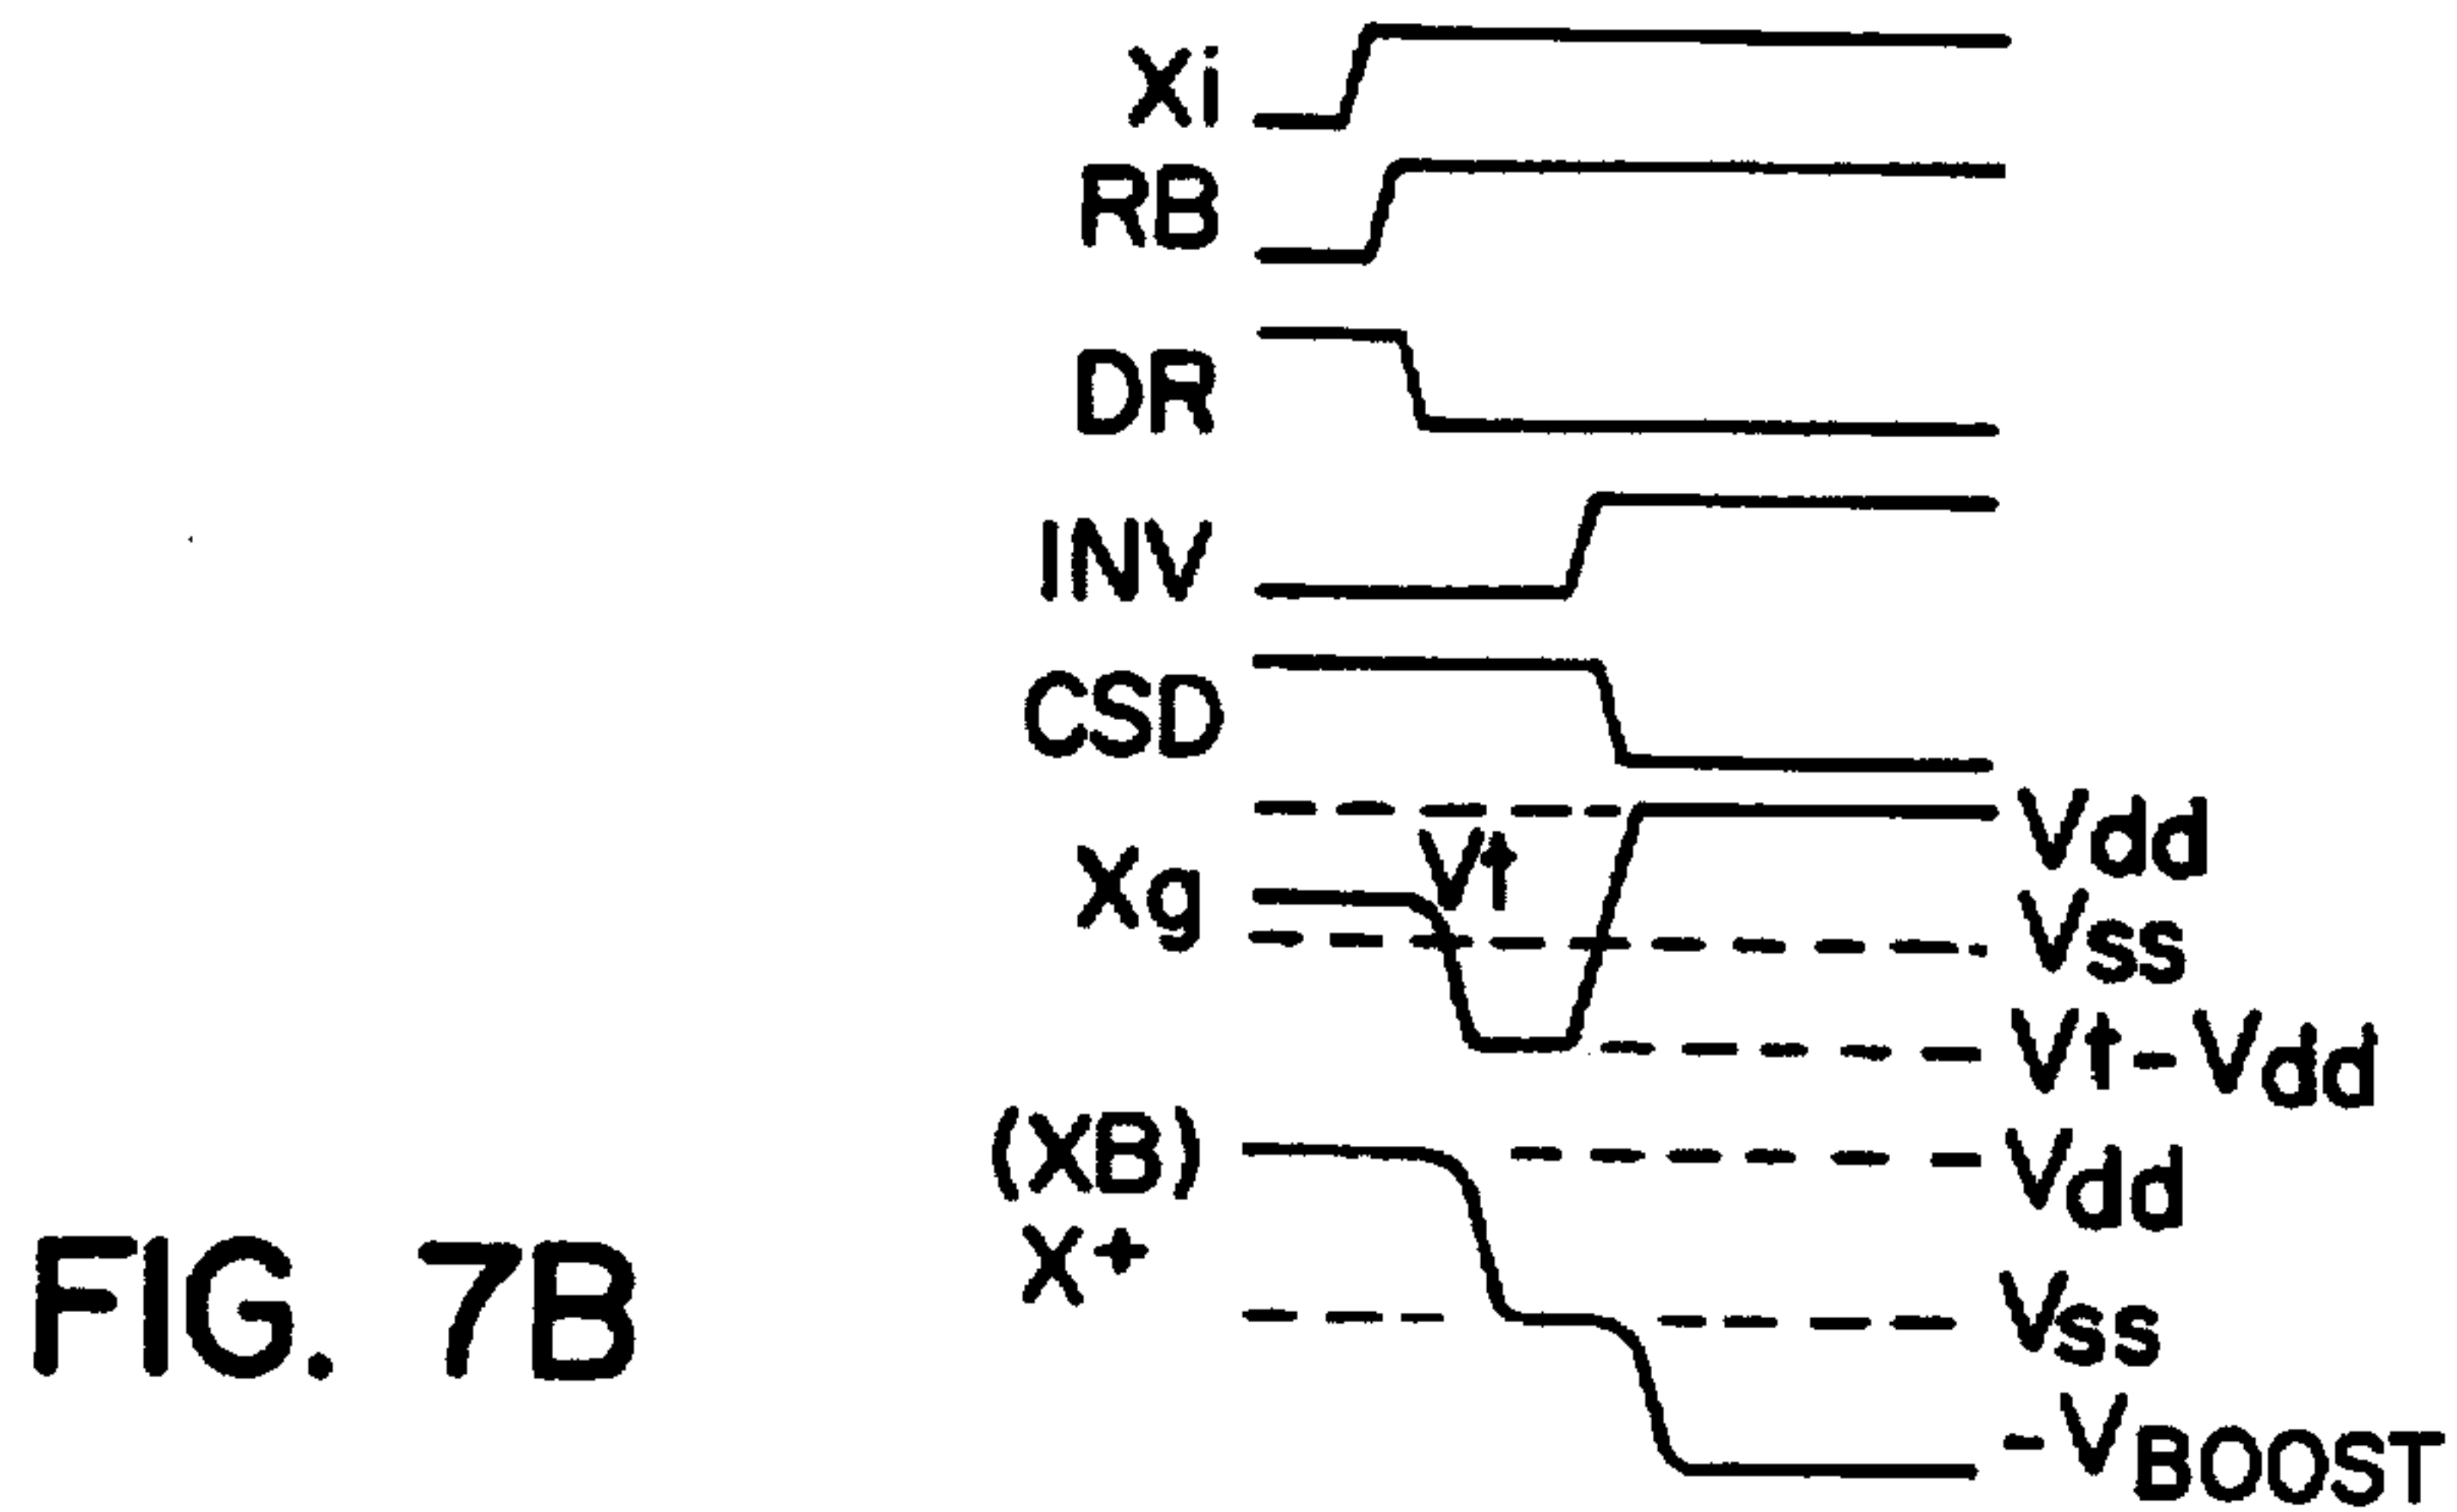 Xi
RB
DR
INV
CSD
Vdd
Vt
Xg
Vss
Vt-Vdd
(XB)
Vdd
X+
Vss
-VBOOST
FIG. 7B